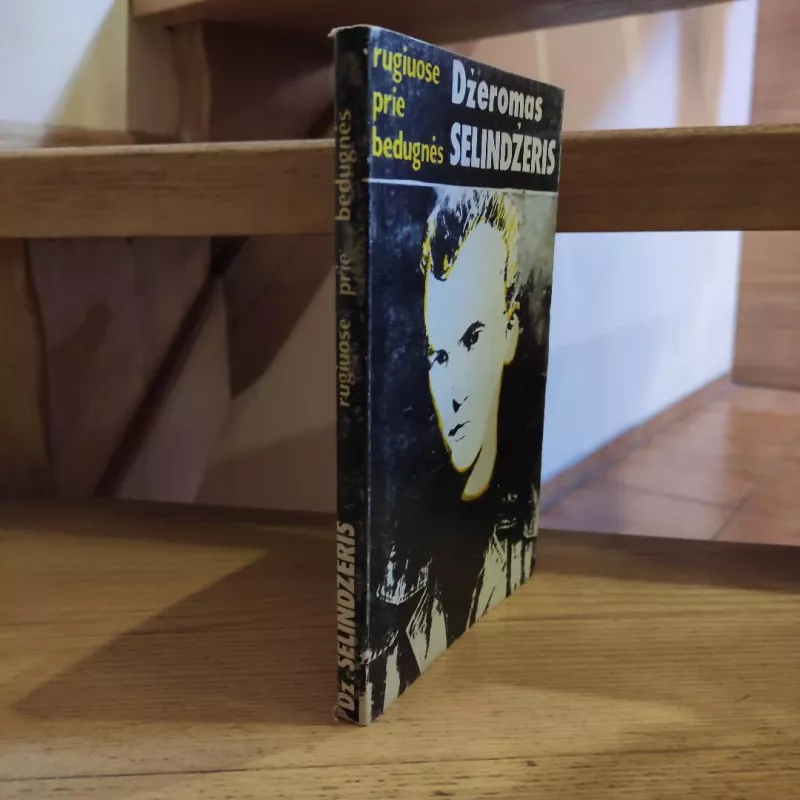 rugiuose
prie
bedugnės
Džeromas
SELINDŽERIS
Dž. SELINDŽERIS rugiuose prie bedugnės